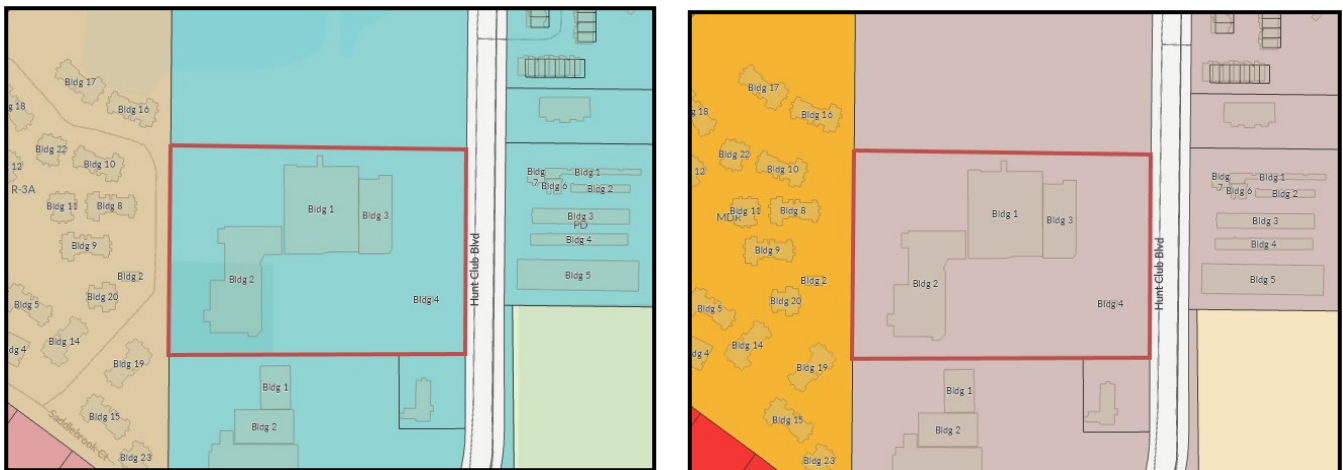 Bldg 17
Bldg 16
18
Bldg 22
12
Bldg 10
R-3A
Bldg 11
Bldg 8
Bldg 9
Bldg 2
Bldg 20
Bldg 5
Bldg 14
dg 4
Bldg 19
Bldg 15
Saddlebrook Ct
Bldg 23
Bldg 1
Bldg 3
Bldg 2
Bldg 4
Bldg 1
Bldg 2
Hunt Club Blvd
Bldg
7
Bldg 6
Bldg 1
Bldg 2
Bldg 3
PD
Bldg 4
Bldg 5
Bldg 17
Bldg 16
18
Bldg 22
12
Bldg 10
Bldg 11
MDR
Bldg 8
Bldg 9
Bldg 2
Bldg 20
Bldg 5
Bldg 14
dg 4
Bldg 19
Bldg 15
Bldg 23
Bldg 1
Bldg 3
Bldg 2
Bldg 4
Bldg 1
Bldg 2
Hunt Club Blvd
Bldg
7
Bldg 6
Bldg 1
Bldg 2
Bldg 3
Bldg 4
Bldg 5